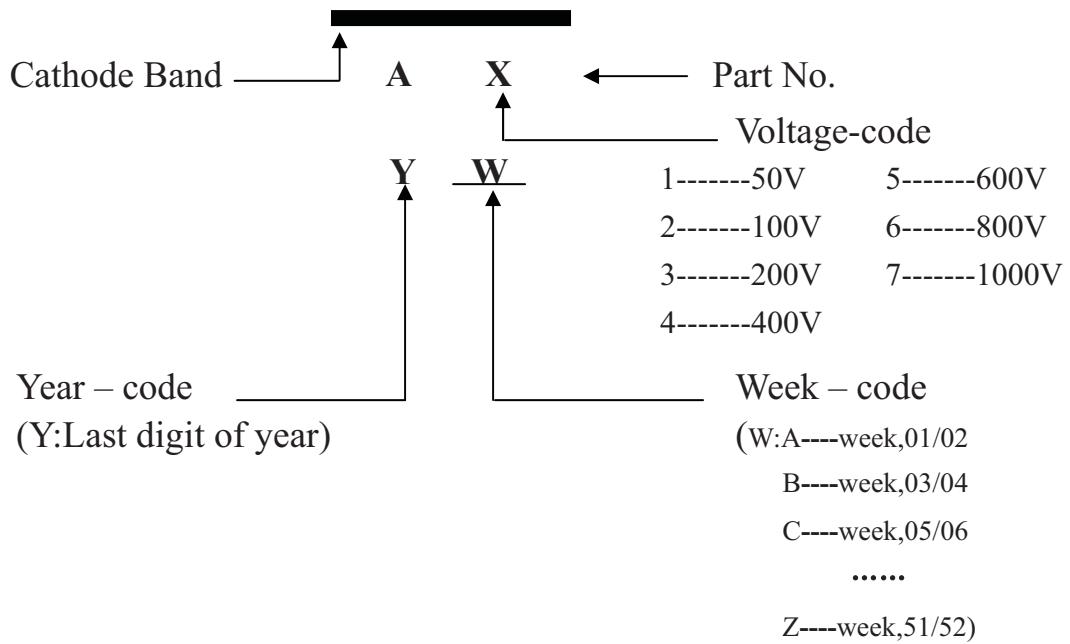 Cathode Band A X Part No.
Voltage-code
Y W
1-------50V 5-------600V
2-------100V 6-------800V
3-------200V 7-------1000V
4-------400V
Year – code Week – code
(Y:Last digit of year) (W:A----week,01/02
B----week,03/04
C----week,05/06
......
Z----week,51/52)